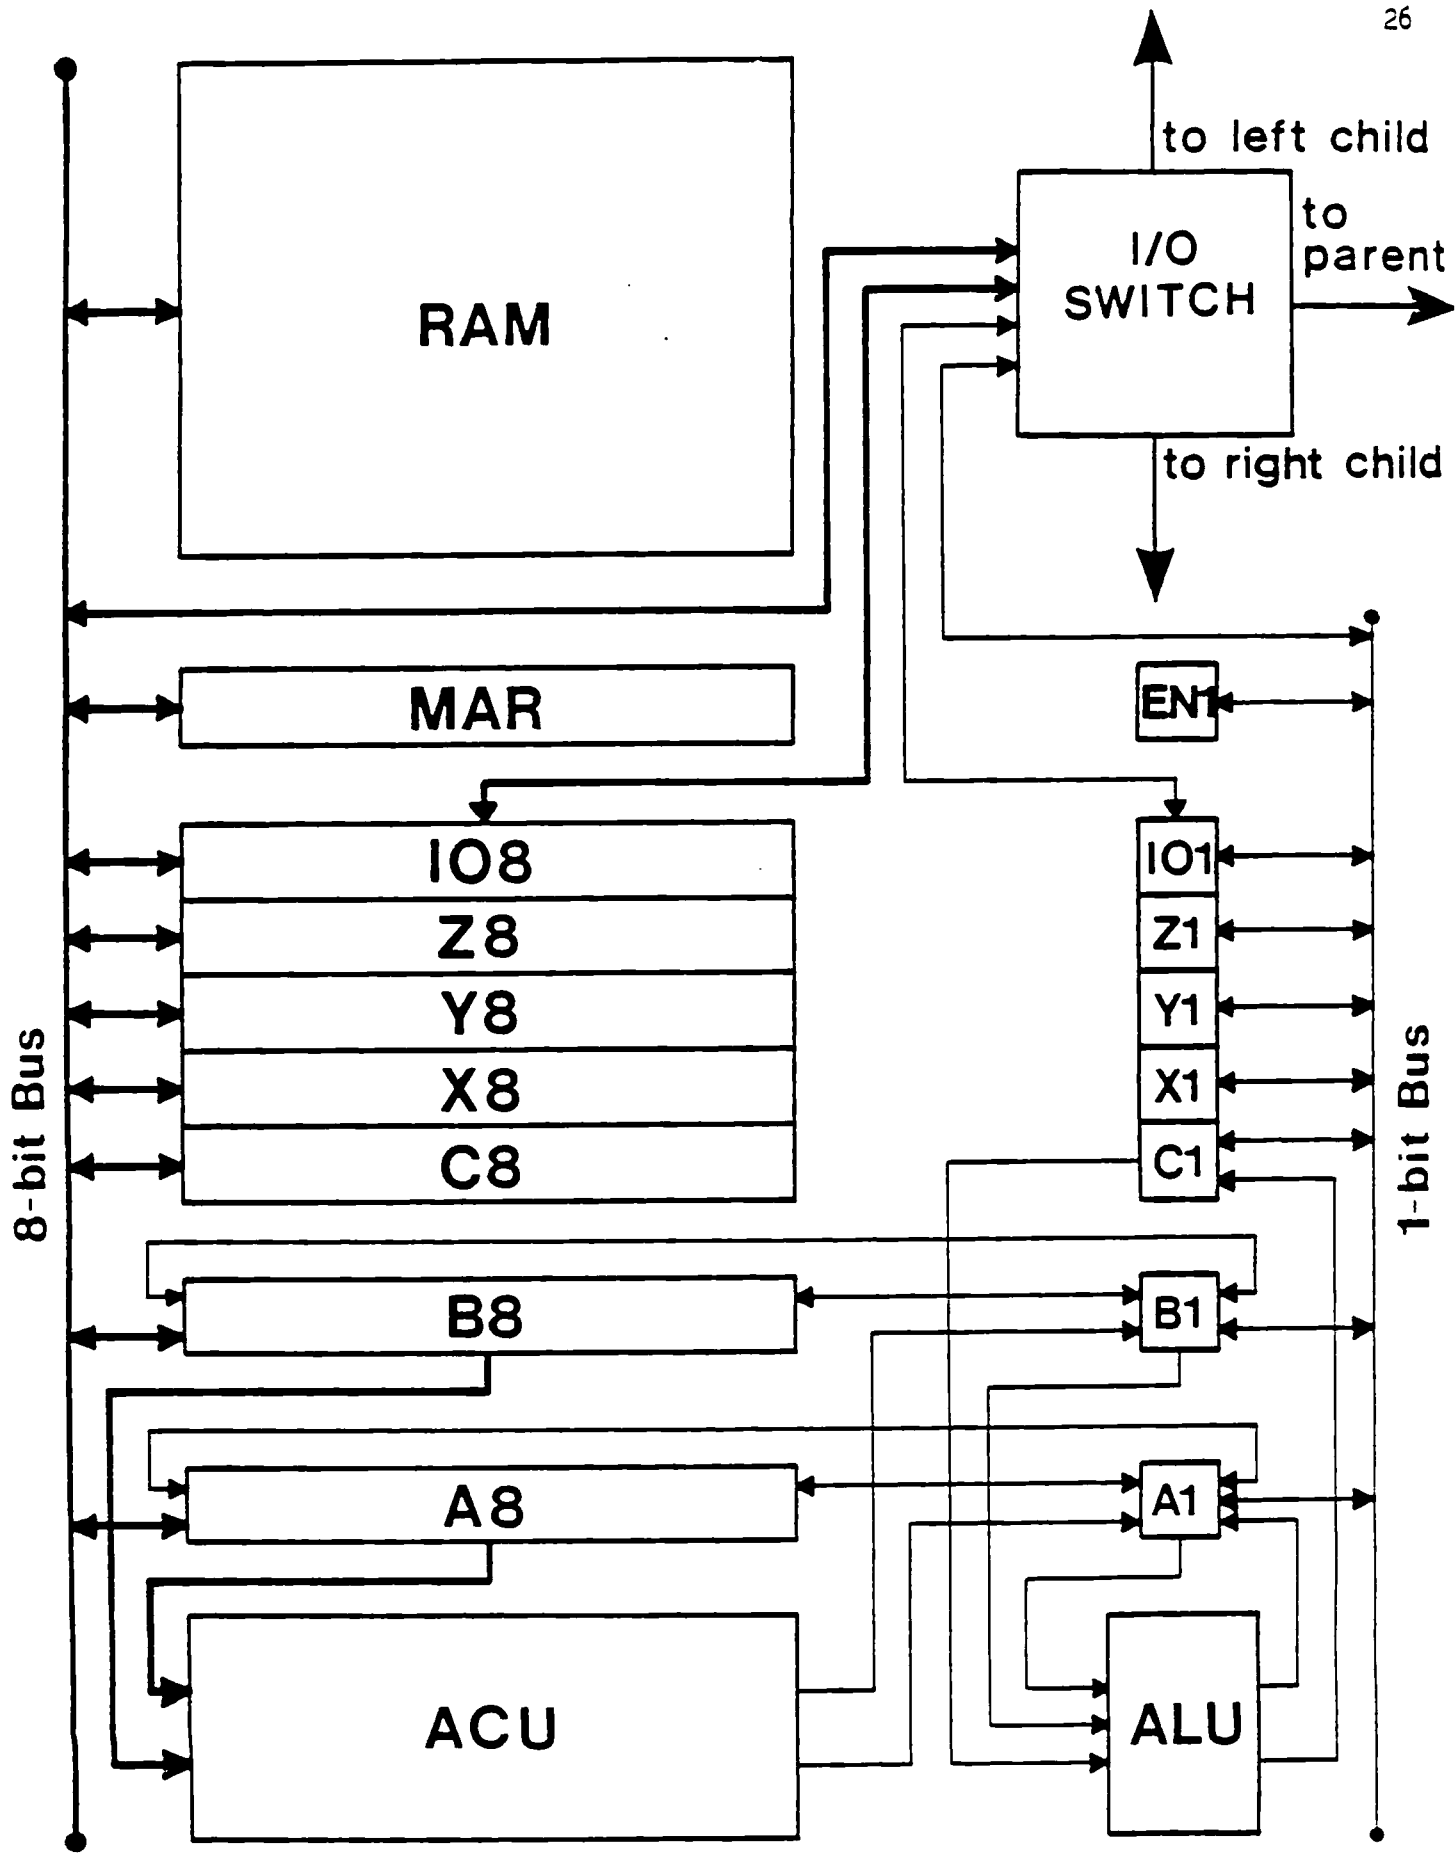 26
to left child
to
parent
I/O
SWITCH
RAM
to right child
MAR
EN1
IO8
IO1
Z8
Z1
Y8
Y1
X8
X1
C8
C1
8-bit Bus
1-bit Bus
B8
B1
A8
A1
ACU
ALU